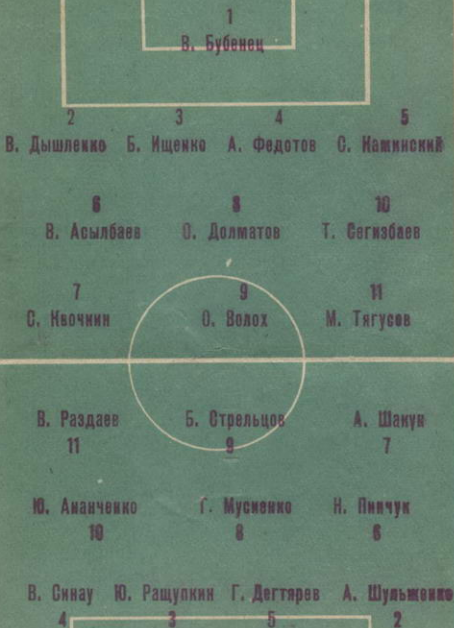 1
В. Бубенец
2 3 4 5
В. Дышленко Б. Ищенко А. Федотов С. Каминский
6 8 10
В. Асылбаев О. Долматов Т. Сегизбаев
7 9 11
С. Квочкин О. Волох М. Тягусов
В. Раздаев Б. Стрельцов А. Шакун
11 9 7
Ю. Ананченко Г. Мусиенко Н. Пинчук
10 8 6
В. Синау Ю. Ращупкин Г. Дегтярев А. Шульженко
4 3 5 2